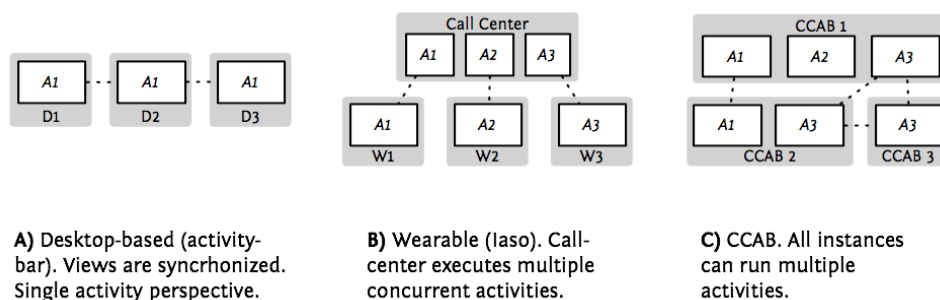 Call Center
A1 A2 A3
CCAB 1
A1 A2 A3
A1 A1 A1
D1 D2 D3
A1 A2 A3
W1 W2 W3
A1 A3 A3
CCAB 2 CCAB 3
A) Desktop-based (activity-
bar). Views are syncrhonized.
Single activity perspective.
B) Wearable (Iaso). Call-
center executes multiple
concurrent activities.
C) CCAB. All instances
can run multiple
activities.